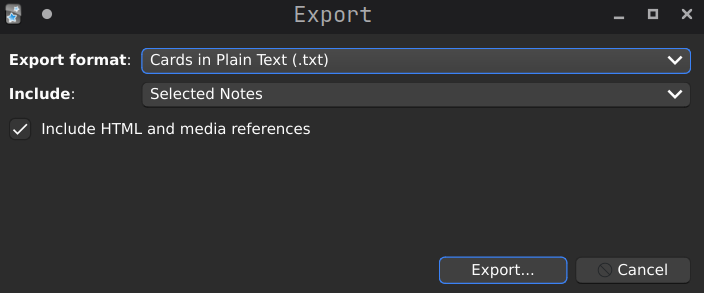 Export
Export format: Cards in Plain Text (.txt)
Include: Selected Notes
Include HTML and media references
Export... Cancel